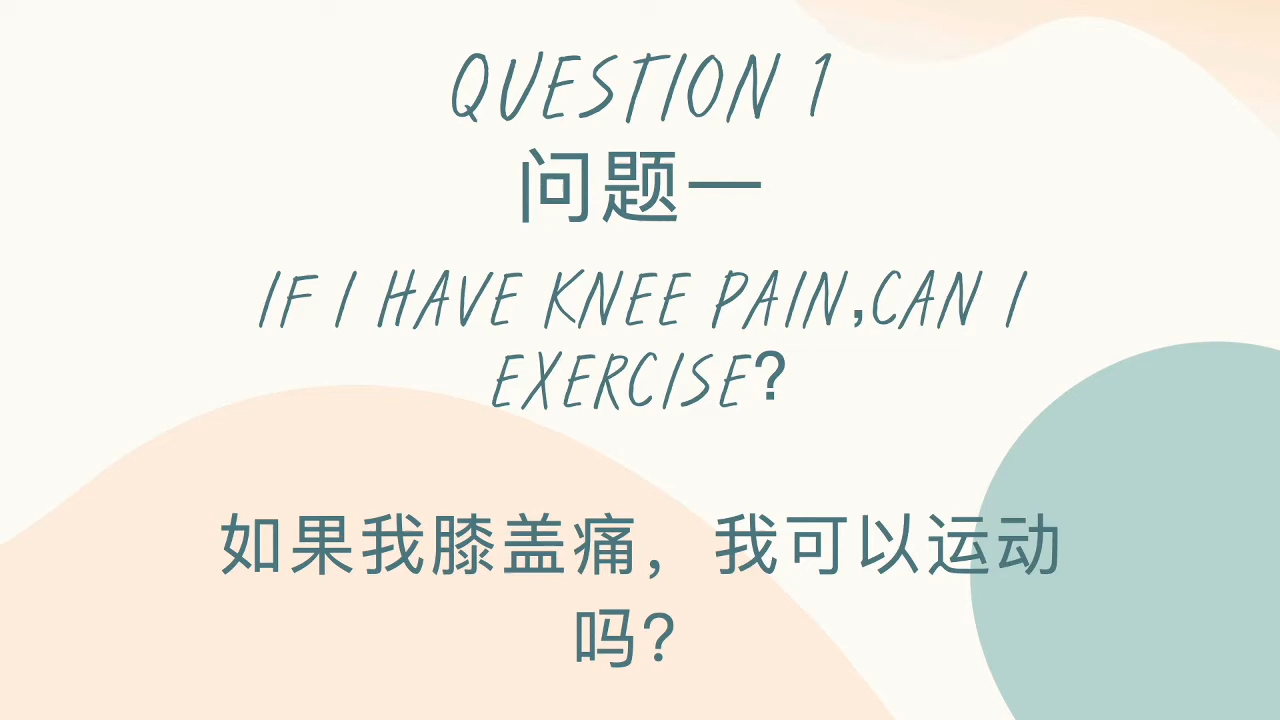 QUESTION 1
问题一
IF I HAVE KNEE PAIN,CAN I
EXERCISE?
如果我膝盖痛，我可以运动
吗？